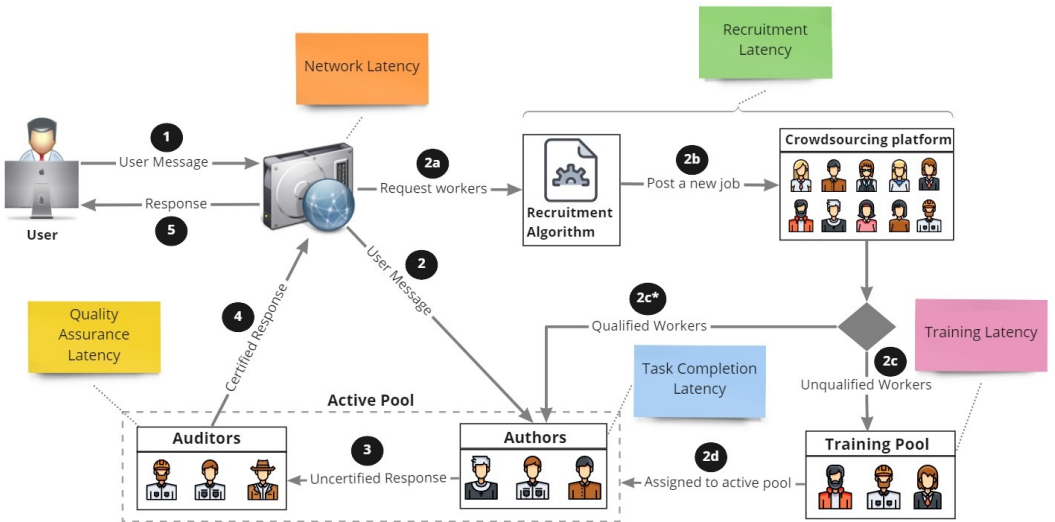 Recruitment
Latency
Network Latency
1
User Message
2a
Request workers
2b
Post a new job
Crowdsourcing platform
Recruitment
Algorithm
Response
5
User
2
User Message
2c*
Qualified Workers
4
Certified Response
Quality
Assurance
Latency
Training Latency
2c
Unqualified Workers
Task Completion
Latency
Active Pool
Auditors
3
Uncertified Response
Authors
2d
Assigned to active pool
Training Pool